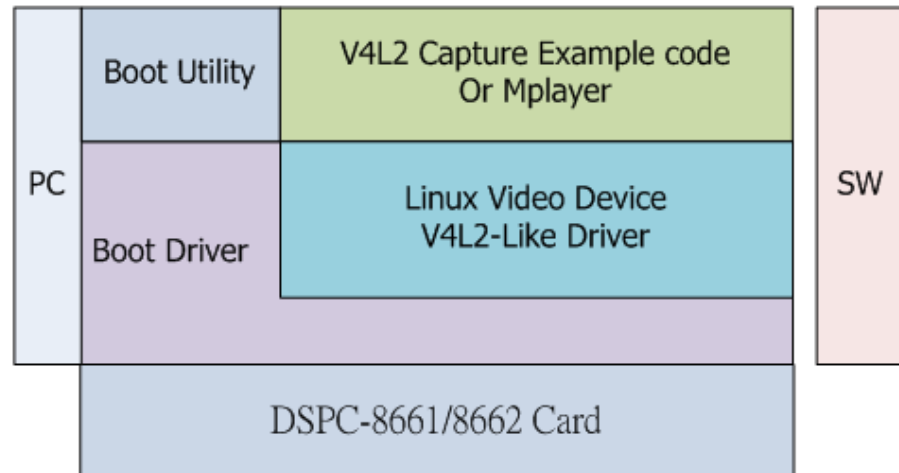 PC
Boot Utility
V4L2 Capture Example code
Or Mplayer
SW
Linux Video Device
V4L2-Like Driver
Boot Driver
DSPC-8661/8662 Card